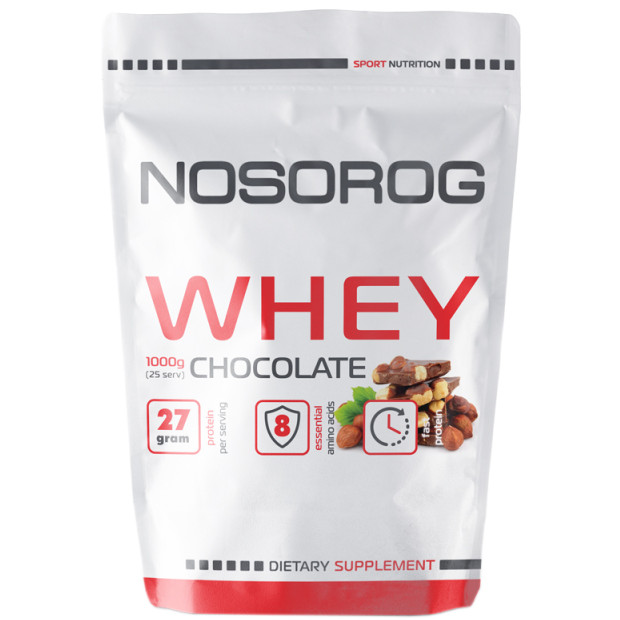 SPORT NUTRITION
NOSOROG
WHEY
1000g
(25 serv)
CHOCOLATE
27
gram
protein
per serving
8
essential
amino acids
fast
protein
DIETARY SUPPLEMENT